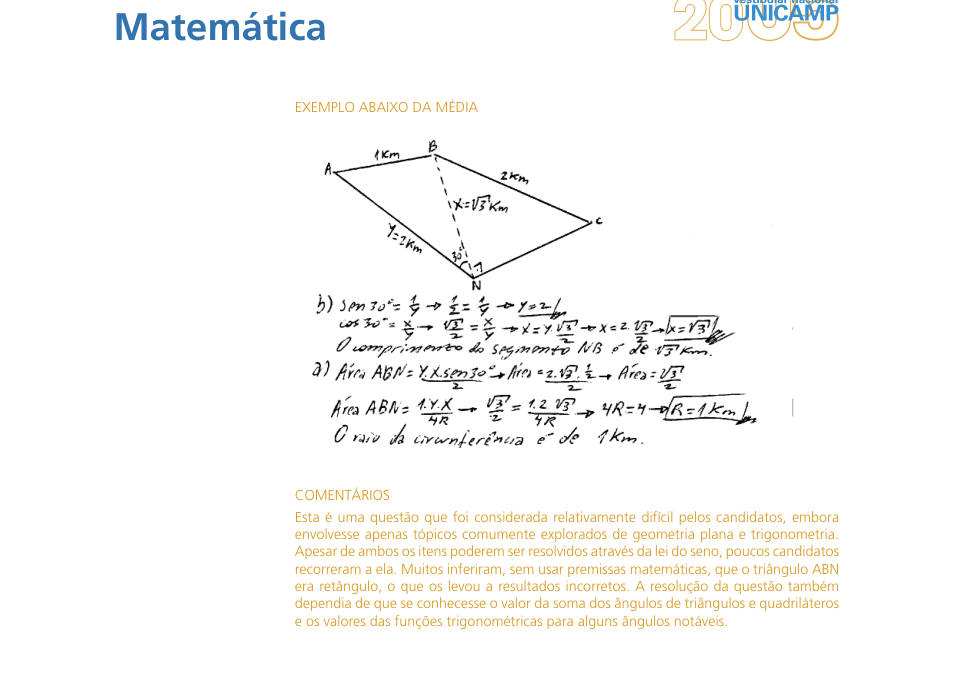 Matemática
vestibular nacional
2005
UNICAMP
EXEMPLO ABAIXO DA MÉDIA
B
1Km
A
2Km
X=√3 Km
C
Y=2Km
30°
N
b) sen 30°= 1/Y → 1/2 = 1/Y → Y=2//
cos 30°= X/Y → √3/2 = X/Y → X=Y.√3/2 → X=2.√3/2 → X=√3//
O comprimento do segmento NB é de √3 Km.
a) Área ABN= Y.X.sen30°/2 → Área = 2.√3.1/2/2 → Área= √3/2
Área ABN= 1.Y.X/4R → √3/2 = 1.2.√3/4R → 4R=4 → R=1Km//
O raio da circunferência é de 1Km.
COMENTÁRIOS
Esta é uma questão que foi considerada relativamente difícil pelos candidatos, embora
envolvesse apenas tópicos comumente explorados de geometria plana e trigonometria.
Apesar de ambos os itens poderem ser resolvidos através da lei do seno, poucos candidatos
recorreram a ela. Muitos inferiram, sem usar premissas matemáticas, que o triângulo ABN
era retângulo, o que os levou a resultados incorretos. A resolução da questão também
dependia de que se conhecesse o valor da soma dos ângulos de triângulos e quadriláteros
e os valores das funções trigonométricas para alguns ângulos notáveis.